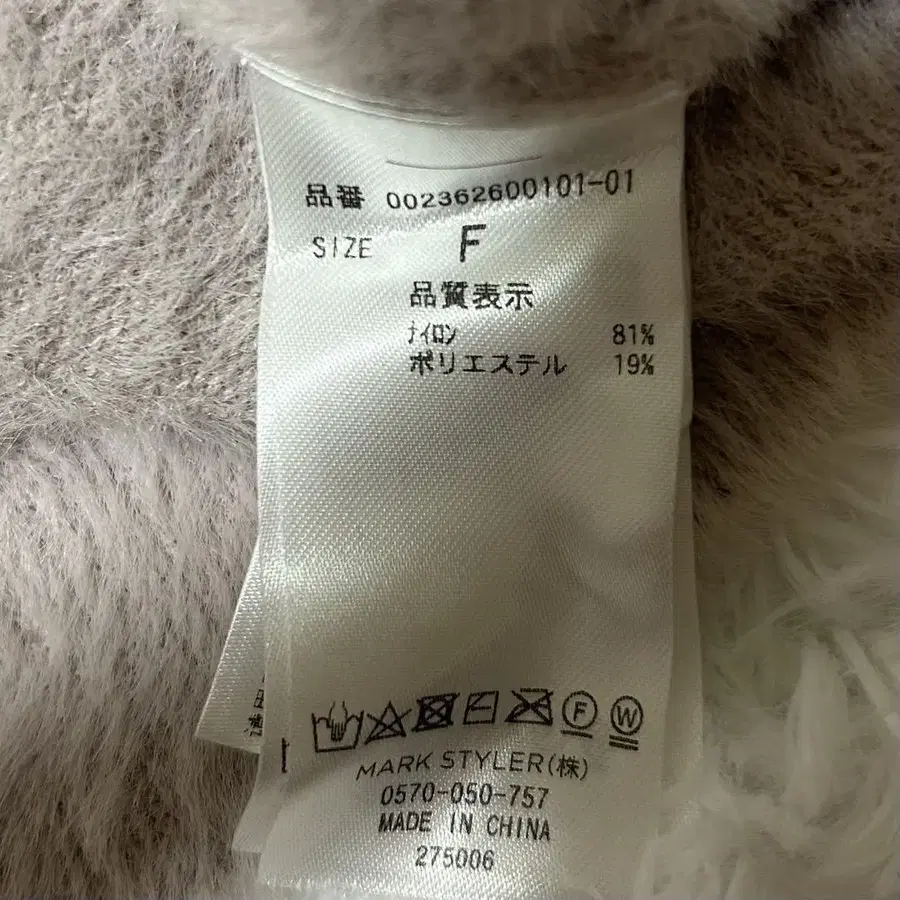 品番 002362600101-01
SIZE F
品質表示
ナイロン 81%
ポリエステル 19%
F W
MARK STYLER(株)
0570-050-757
MADE IN CHINA
275006